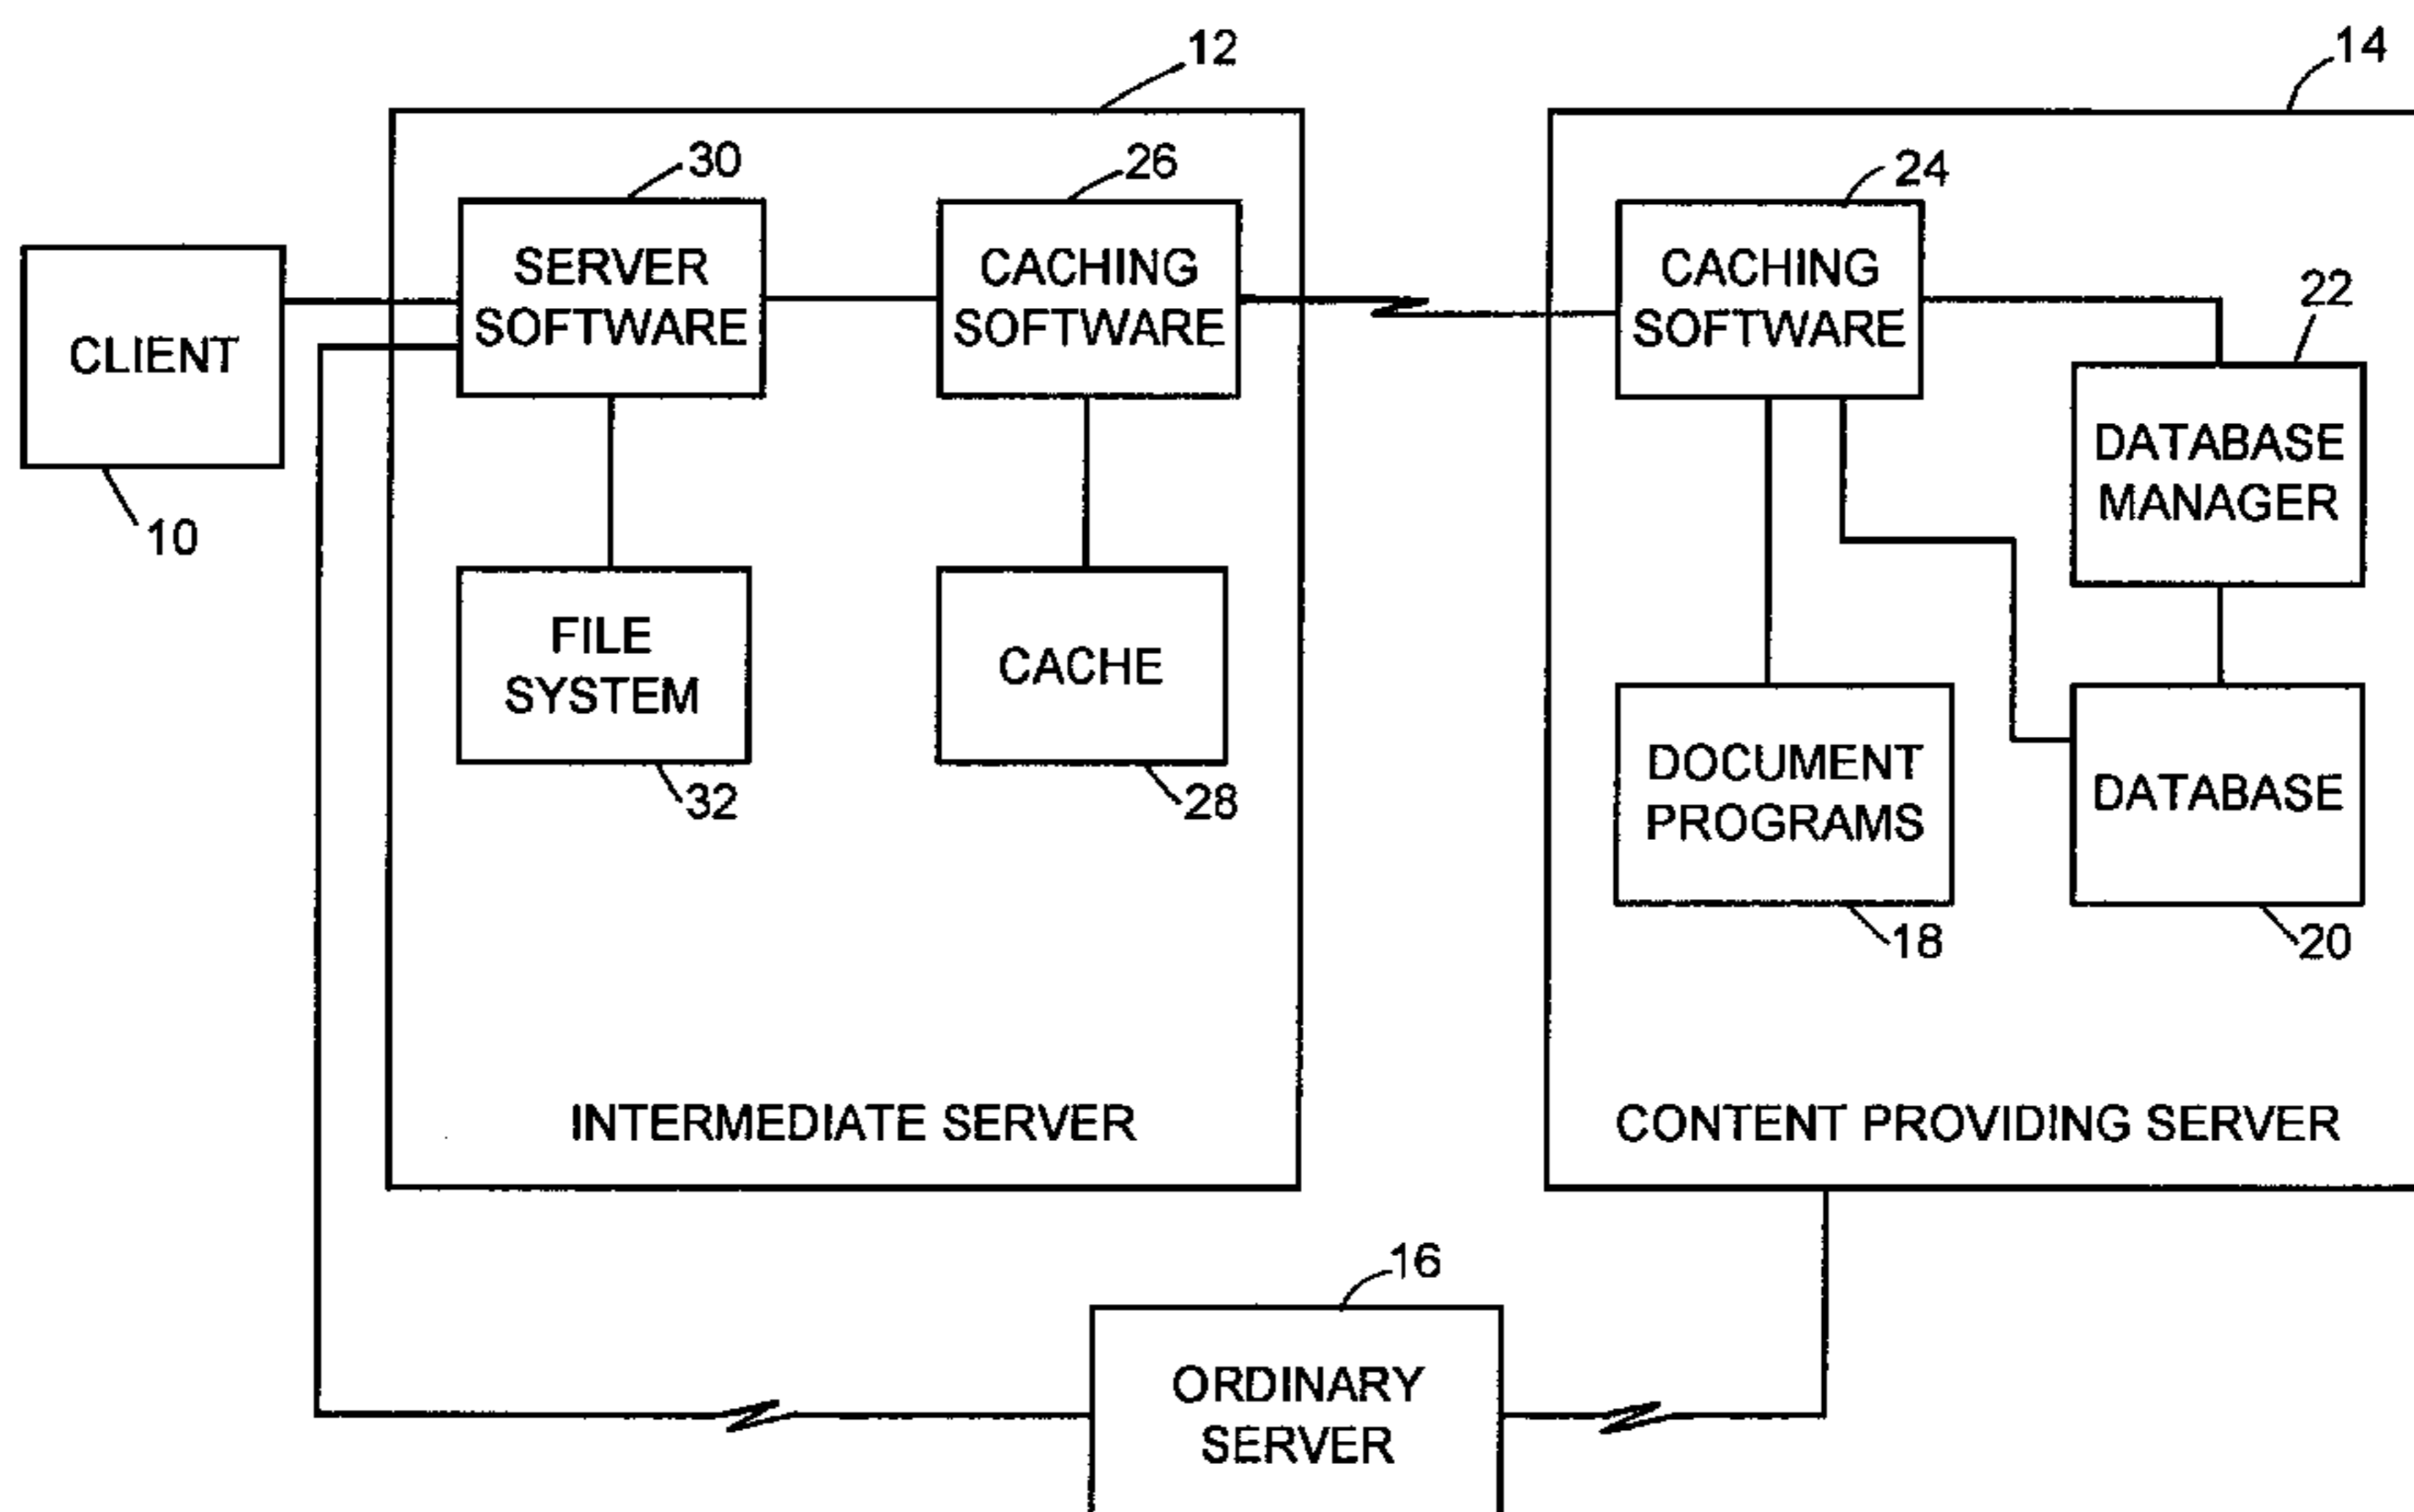 12
14
30
26
24
SERVER
SOFTWARE
CACHING
SOFTWARE
CACHING
SOFTWARE
22
CLIENT
10
DATABASE
MANAGER
FILE
SYSTEM
32
CACHE
28
DOCUMENT
PROGRAMS
18
DATABASE
20
INTERMEDIATE SERVER
CONTENT PROVIDING SERVER
16
ORDINARY
SERVER